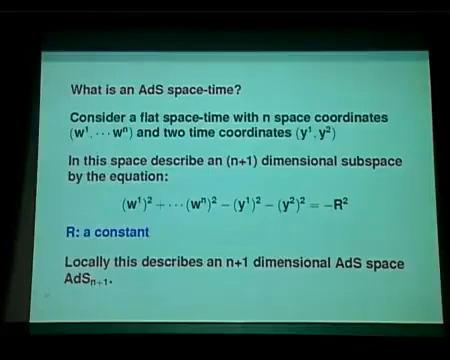 What is an AdS space-time?
Consider a flat space-time with n space coordinates
(w¹, ··· wⁿ) and two time coordinates (y¹, y²)
In this space describe an (n+1) dimensional subspace
by the equation:
(w¹)² + ··· (wⁿ)² − (y¹)² − (y²)² = −R²
R: a constant
Locally this describes an n+1 dimensional AdS space
AdSₙ₊₁.